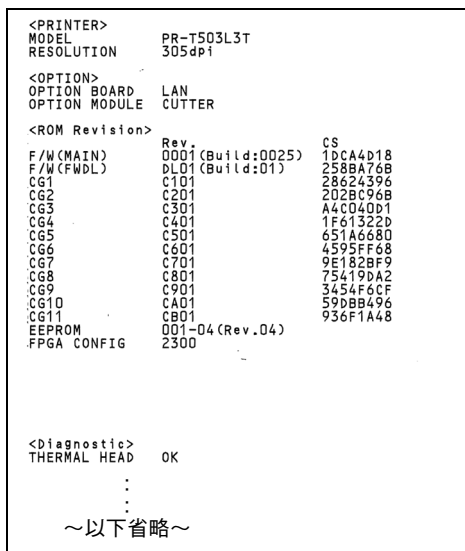 <PRINTER>
MODEL PR-T503L3T
RESOLUTION 305dpi
<OPTION>
OPTION BOARD LAN
OPTION MODULE CUTTER
<ROM Revision>
Rev. CS
F/W(MAIN) 0001(Build:0025) 1DCA4D18
F/W(FWDL) DL01(Build:01) 258BA76B
CG1 C101 28624396
CG2 C201 202BC96B
CG3 C301 A4C040D1
CG4 C401 1F61322D
CG5 C501 651A6680
CG6 C601 4595FF68
CG7 C701 9E182BF9
CG8 C801 75419DA2
CG9 C901 3454F6CF
CG10 CA01 59DBB496
CG11 CB01 936F1A48
EEPROM 001-04(Rev.04)
FPGA CONFIG 2300
<Diagnostic>
THERMAL HEAD OK
～以下省略～